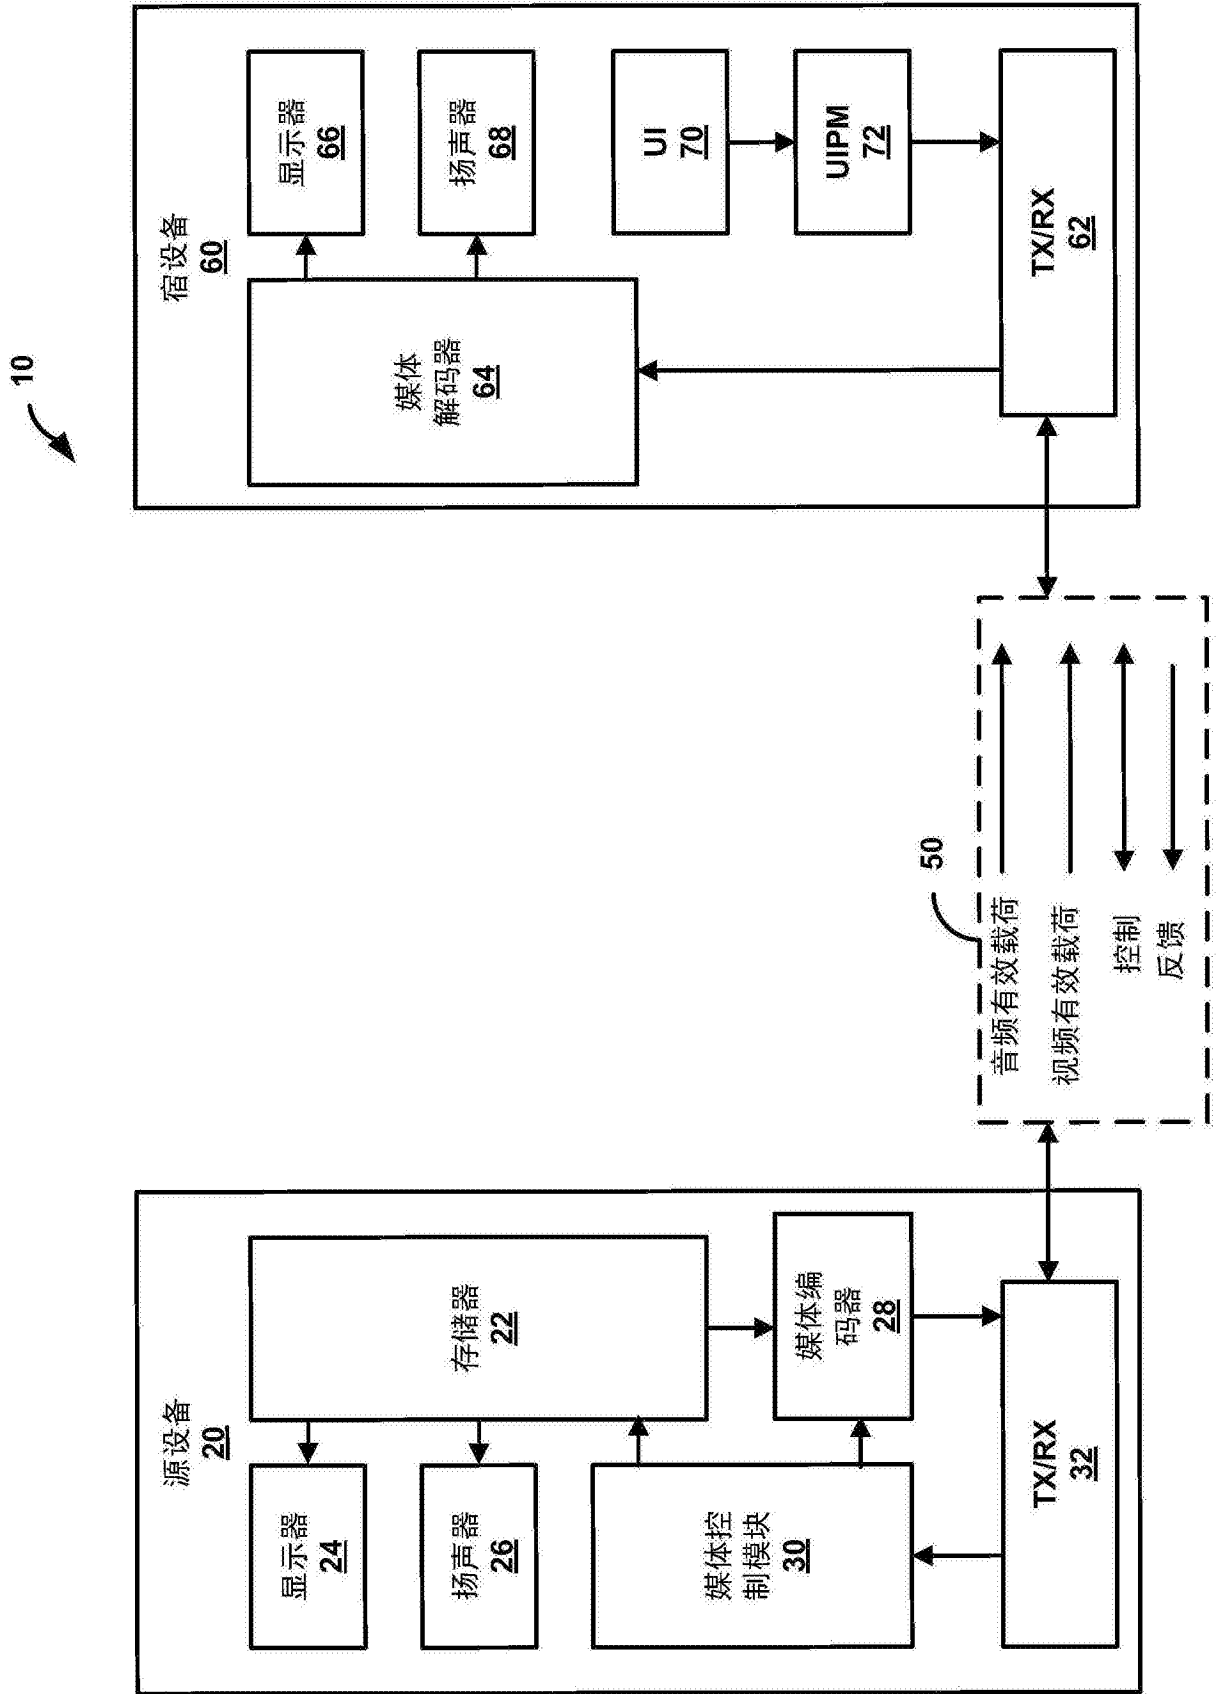 10
源设备
20
显示器
24
扬声器
26
存储器
22
媒体控
制模块
30
媒体编
码器
28
TX/RX
32
50
音频有效载荷
视频有效载荷
控制
反馈
宿设备
60
媒体
解码器
64
显示器
66
扬声器
68
UI
70
UIPM
72
TX/RX
62